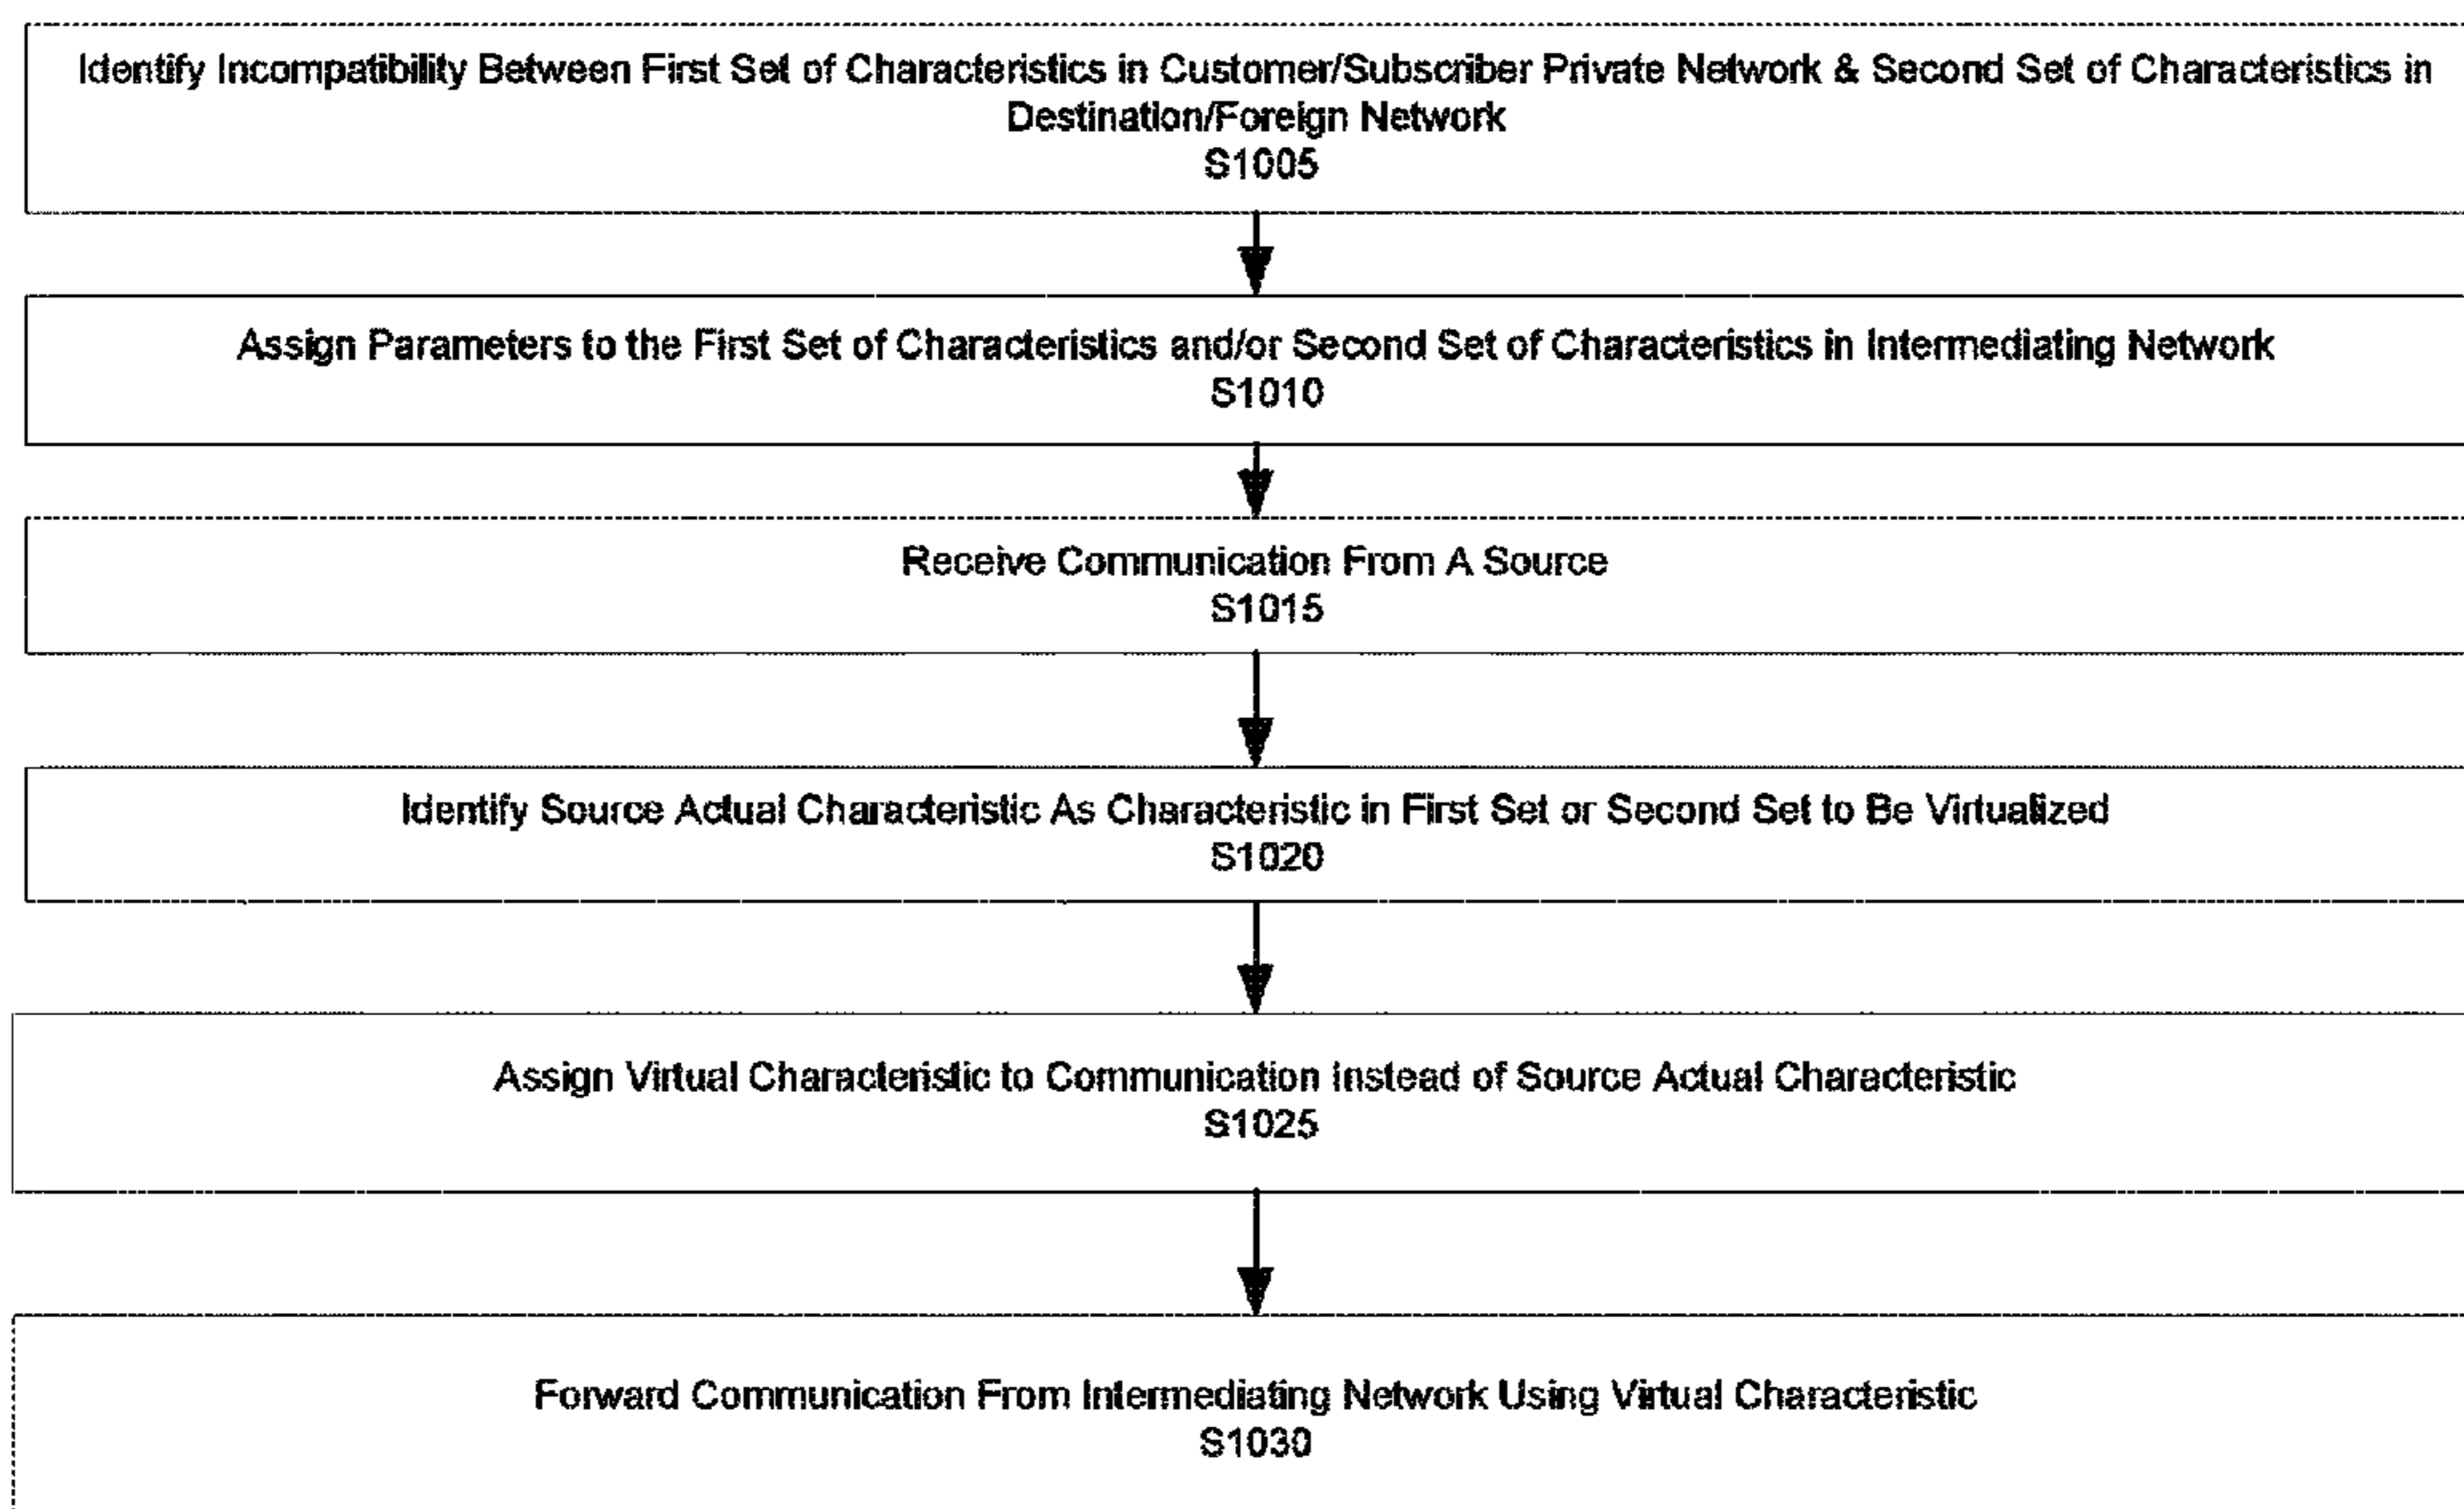 Identify Incompatibility Between First Set of Characteristics in Customer/Subscriber Private Network & Second Set of Characteristics in
Destination/Foreign Network
S1005
Assign Parameters to the First Set of Characteristics and/or Second Set of Characteristics in Intermediating Network
S1010
Receive Communication From A Source
S1015
Identify Source Actual Characteristic As Characteristic in First Set or Second Set to Be Virtualized
S1020
Assign Virtual Characteristic to Communication Instead of Source Actual Characteristic
S1025
Forward Communication From Intermediating Network Using Virtual Characteristic
S1030